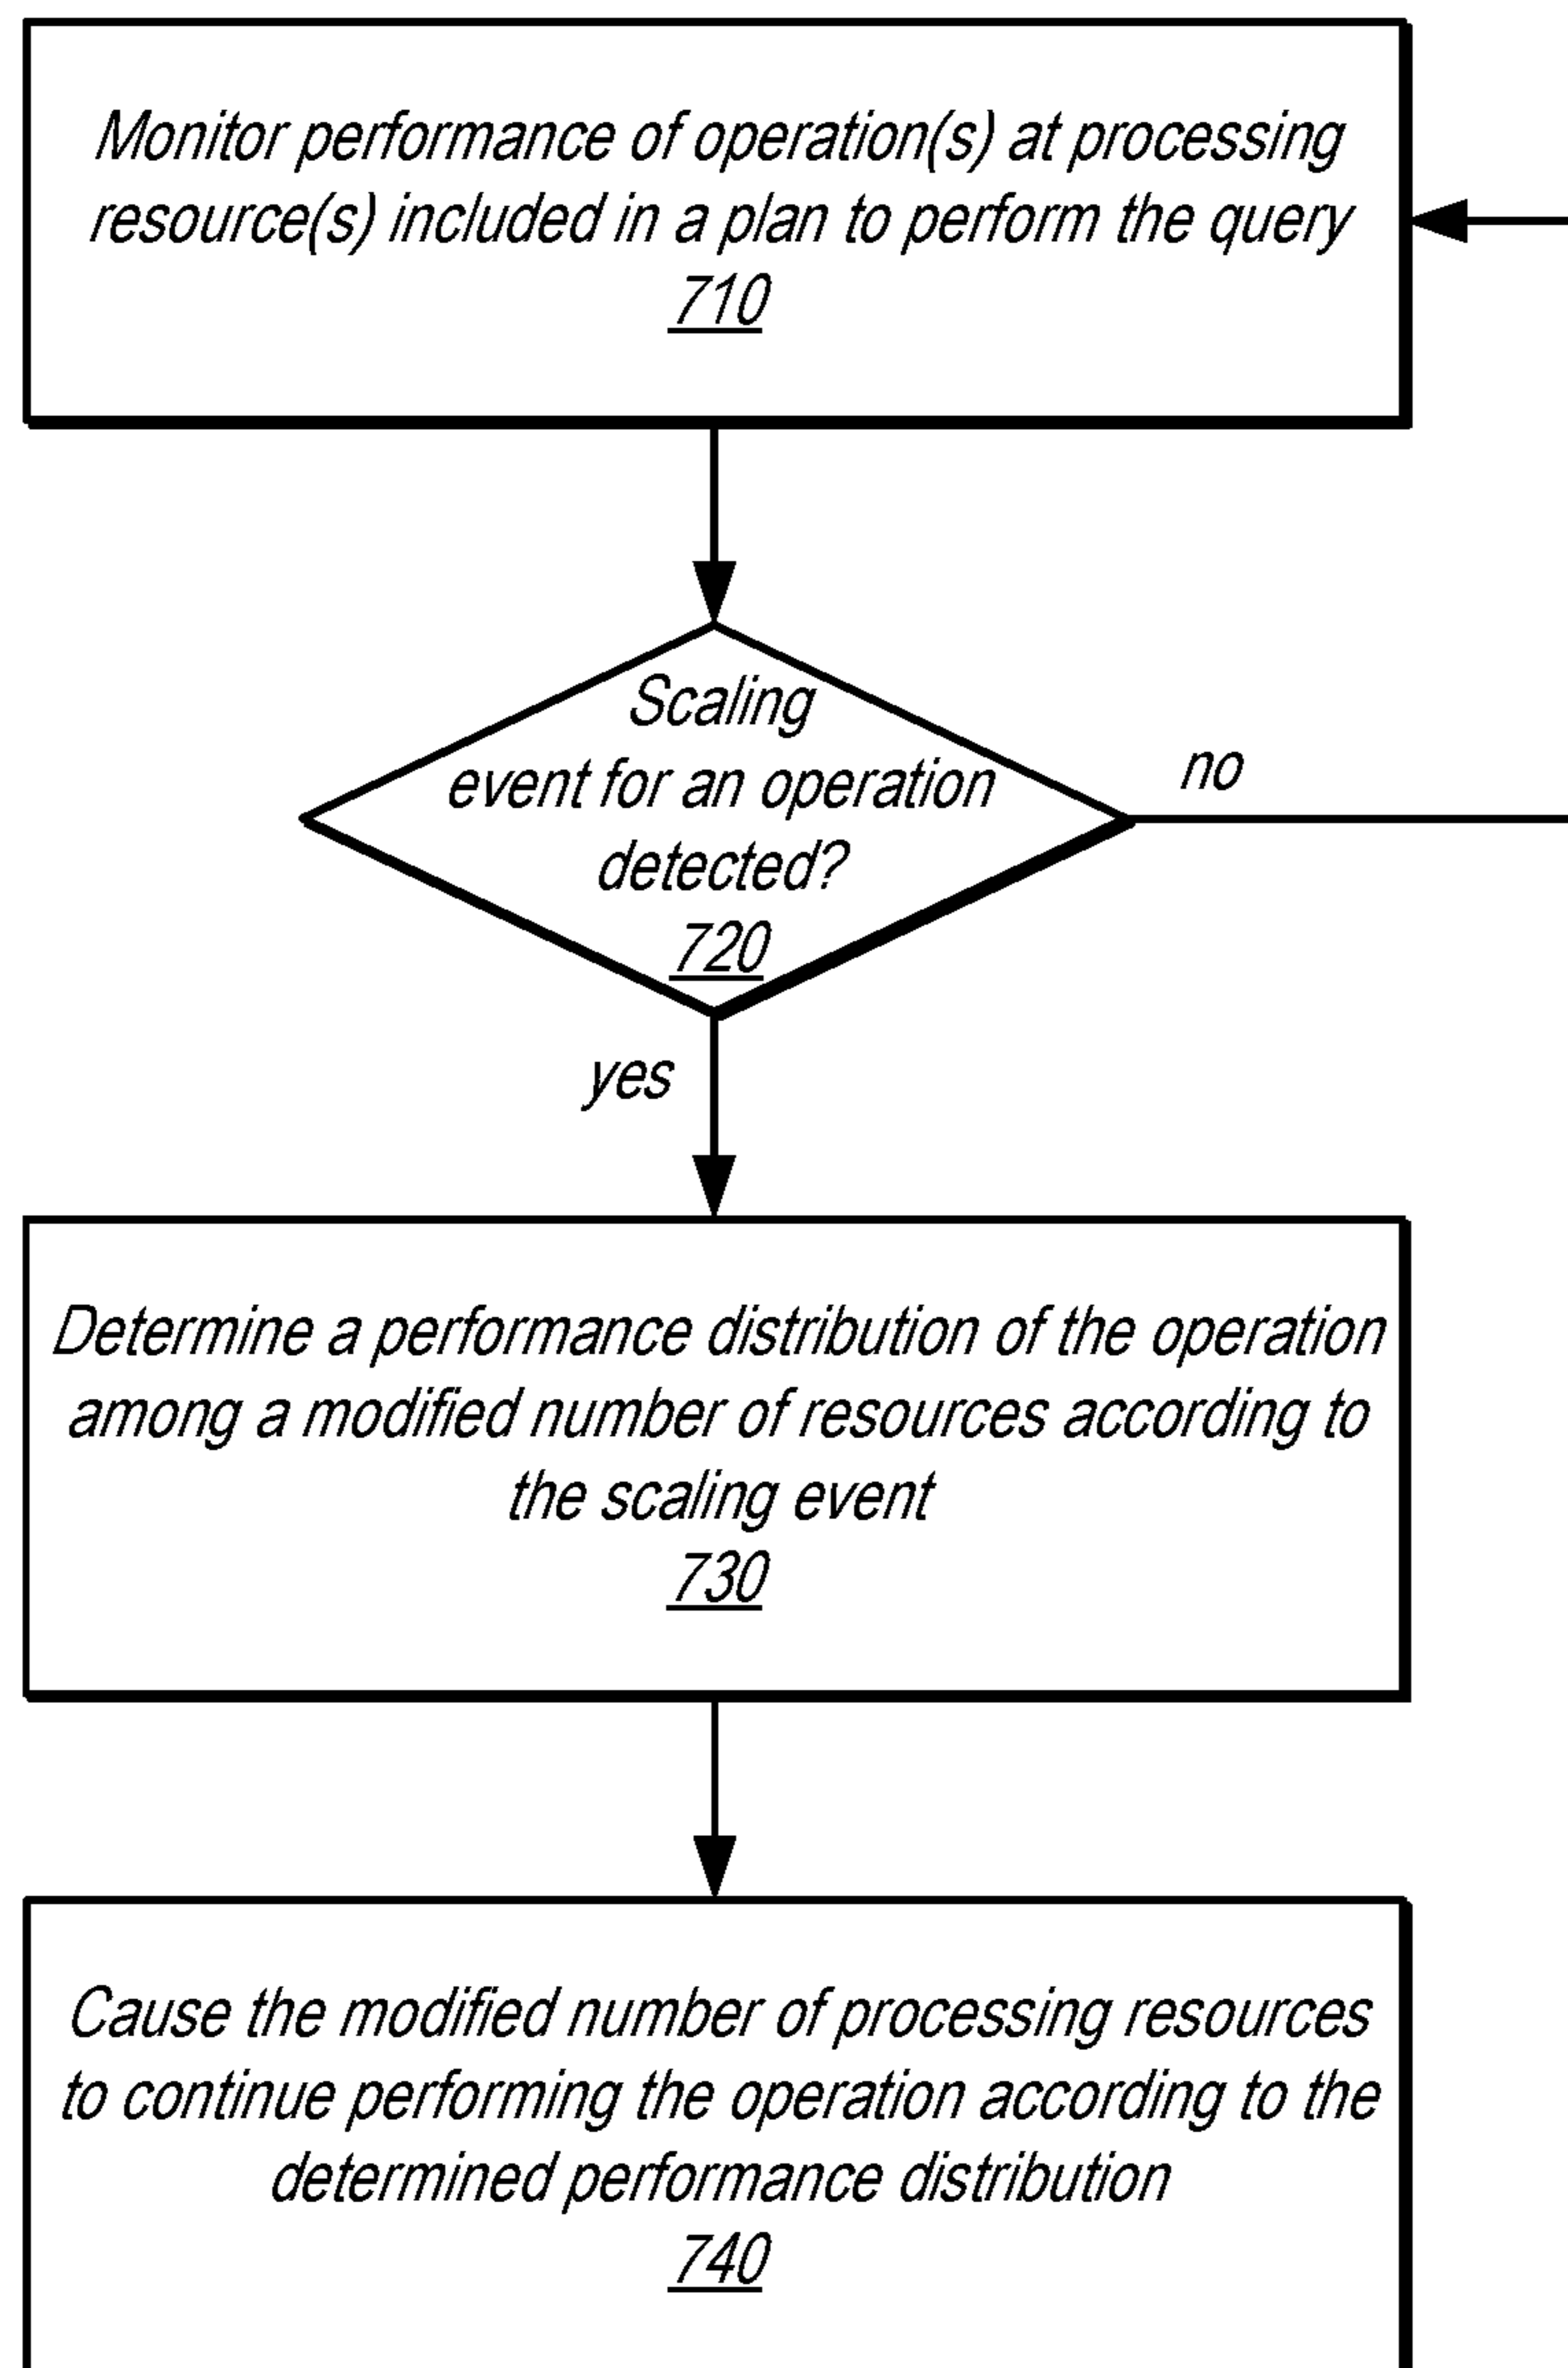 Monitor performance of operation(s) at processing
resource(s) included in a plan to perform the query
710
Scaling
event for an operation
detected?
720
no
yes
Determine a performance distribution of the operation
among a modified number of resources according to
the scaling event
730
Cause the modified number of processing resources
to continue performing the operation according to the
determined performance distribution
740